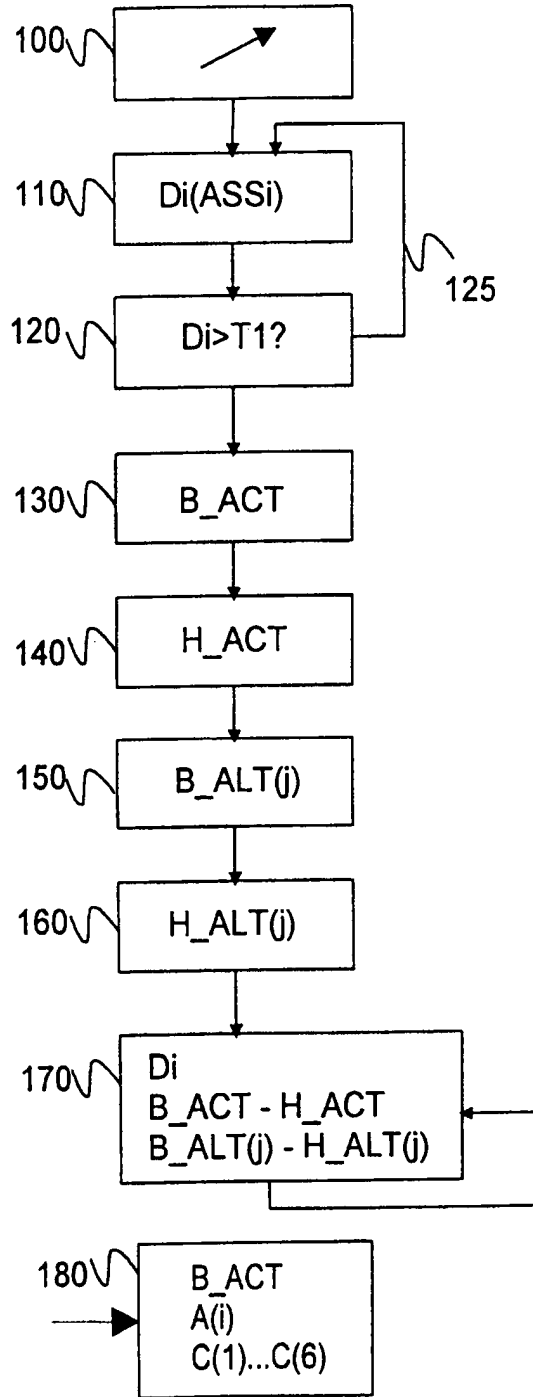 100
110
Di(ASSi)
125
120
Di>T1?
130
B_ACT
140
H_ACT
150
B_ALT(j)
160
H_ALT(j)
170
Di
B_ACT - H_ACT
B_ALT(j) - H_ALT(j)
180
B_ACT
A(i)
C(1)...C(6)